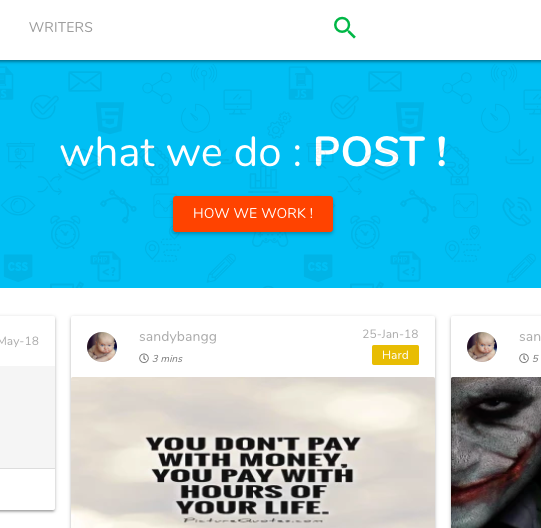 WRITERS
what we do : POST !
HOW WE WORK !
May-18
sandybangg
3 mins
25-Jan-18
Hard
YOU DON'T PAY
WITH MONEY,
YOU PAY WITH
HOURS OF
YOUR LIFE.
PictureQuotes.com
san
5